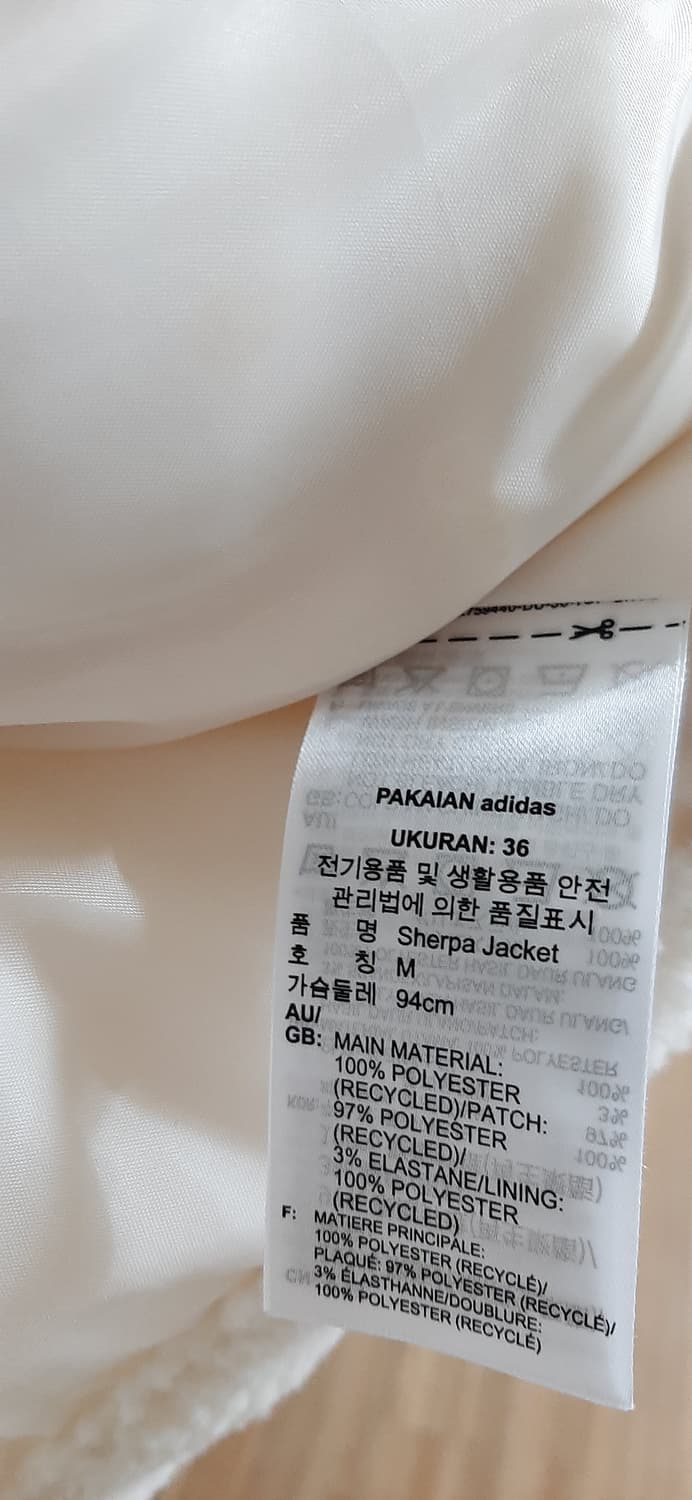 PAKAIAN adidas
UKURAN: 36
전기용품 및 생활용품 안전
관리법에 의한 품질표시
품 명 Sherpa Jacket
호 칭 M
가슴둘레 94cm
AU/
GB: MAIN MATERIAL:
100% POLYESTER
(RECYCLED)/PATCH:
97% POLYESTER
(RECYCLED)/
3% ELASTANE/LINING:
100% POLYESTER
(RECYCLED)
F: MATIERE PRINCIPALE:
100% POLYESTER (RECYCLÉ)/
PLAQUÉ: 97% POLYESTER (RECYCLÉ)/
3% ÉLASTHANNE/DOUBLURE:
100% POLYESTER (RECYCLÉ)